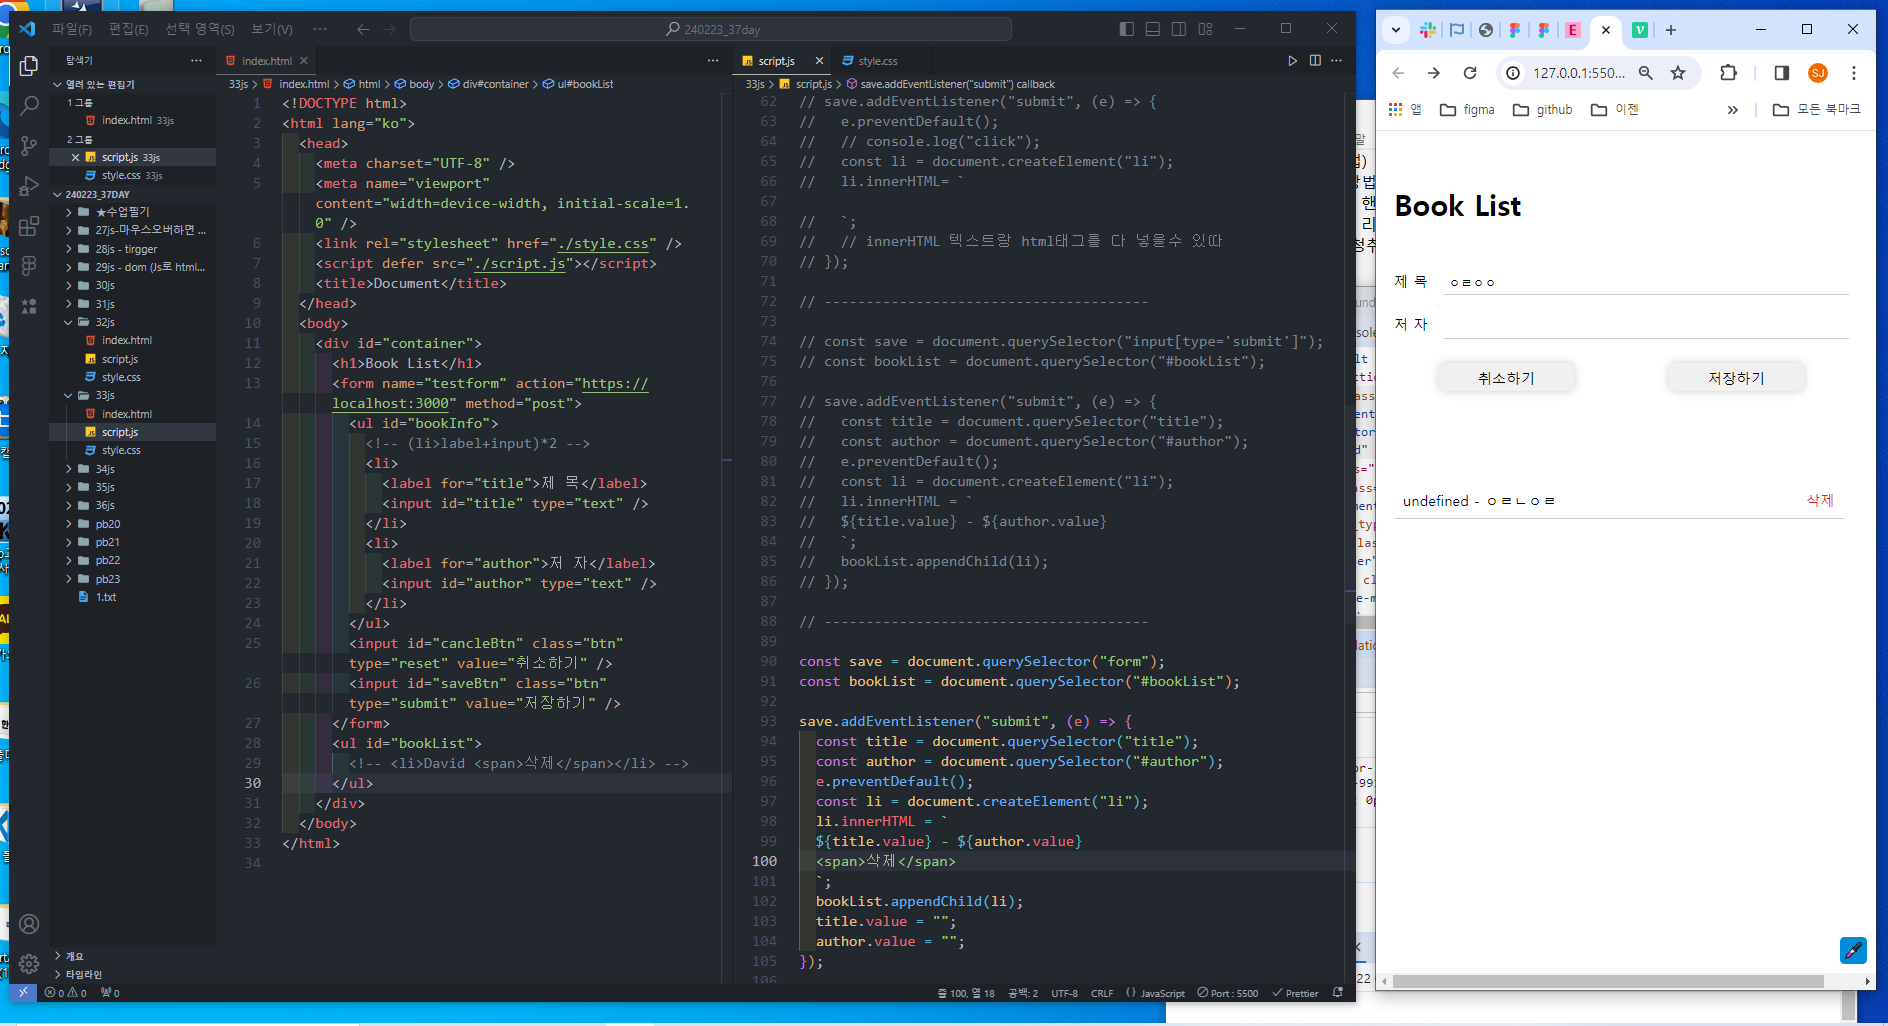 파일(F) 편집(E) 선택 영역(S) 보기(V) ··· 240223_37day
탐색기
열려 있는 편집기
1 그룹
index.html 33js
2 그룹
script.js 33js
style.css 33js
240223_37DAY
★수업필기
27js-마우스오버하면 ...
28js - tirgger
29js - dom (Js로 html...
30js
31js
32js
index.html
script.js
style.css
33js
index.html
script.js
style.css
34js
35js
36js
pb20
pb21
pb22
pb23
1.txt
개요
타임라인
index.html
33js > index.html > html > body > div#container > ul#bookList
1 <!DOCTYPE html>
2 <html lang="ko">
3 <head>
4 <meta charset="UTF-8" />
5 <meta name="viewport"
content="width=device-width, initial-scale=1.
0" />
6 <link rel="stylesheet" href="./style.css" />
7 <script defer src="./script.js"></script>
8 <title>Document</title>
9 </head>
10 <body>
11 <div id="container">
12 <h1>Book List</h1>
13 <form name="testform" action="https://
localhost:3000" method="post">
14 <ul id="bookInfo">
15 <!-- (li>label+input)*2 -->
16 <li>
17 <label for="title">제 목</label>
18 <input id="title" type="text" />
19 </li>
20 <li>
21 <label for="author">저 자</label>
22 <input id="author" type="text" />
23 </li>
24 </ul>
25 <input id="cancleBtn" class="btn"
type="reset" value="취소하기" />
26 <input id="saveBtn" class="btn"
type="submit" value="저장하기" />
27 </form>
28 <ul id="bookList">
29 <!-- <li>David <span>삭제</span></li> -->
30 </ul>
31 </div>
32 </body>
33 </html>
34
script.js style.css
33js > script.js > save.addEventListener("submit") callback
62 // save.addEventListener("submit", (e) => {
63 // e.preventDefault();
64 // // console.log("click");
65 // const li = document.createElement("li");
66 // li.innerHTML= `
67
68 // `;
69 // // innerHTML 텍스트랑 html태그를 다 넣을수 있따
70 // });
71
72 // ---------------------------------------
73
74 // const save = document.querySelector("input[type='submit']");
75 // const bookList = document.querySelector("#bookList");
76
77 // save.addEventListener("submit", (e) => {
78 // const title = document.querySelector("title");
79 // const author = document.querySelector("#author");
80 // e.preventDefault();
81 // const li = document.createElement("li");
82 // li.innerHTML = `
83 // ${title.value} - ${author.value}
84 // `;
85 // bookList.appendChild(li);
86 // });
87
88 // ---------------------------------------
89
90 const save = document.querySelector("form");
91 const bookList = document.querySelector("#bookList");
92
93 save.addEventListener("submit", (e) => {
94 const title = document.querySelector("title");
95 const author = document.querySelector("#author");
96 e.preventDefault();
97 const li = document.createElement("li");
98 li.innerHTML = `
99 ${title.value} - ${author.value}
100 <span>삭제</span>
101 `;
102 bookList.appendChild(li);
103 title.value = "";
104 author.value = "";
105 });
106
0 0 0 줄 100, 열 18 공백: 2 UTF-8 CRLF {} JavaScript Port : 5500 Prettier
127.0.0.1:550... SJ
앱 figma github 이젠 » 모든 북마크
Book List
제 목 ㅇㄹㅇㅇ
저 자
취소하기 저장하기
undefined - ㅇㄹㄴㅇㄹ 삭제